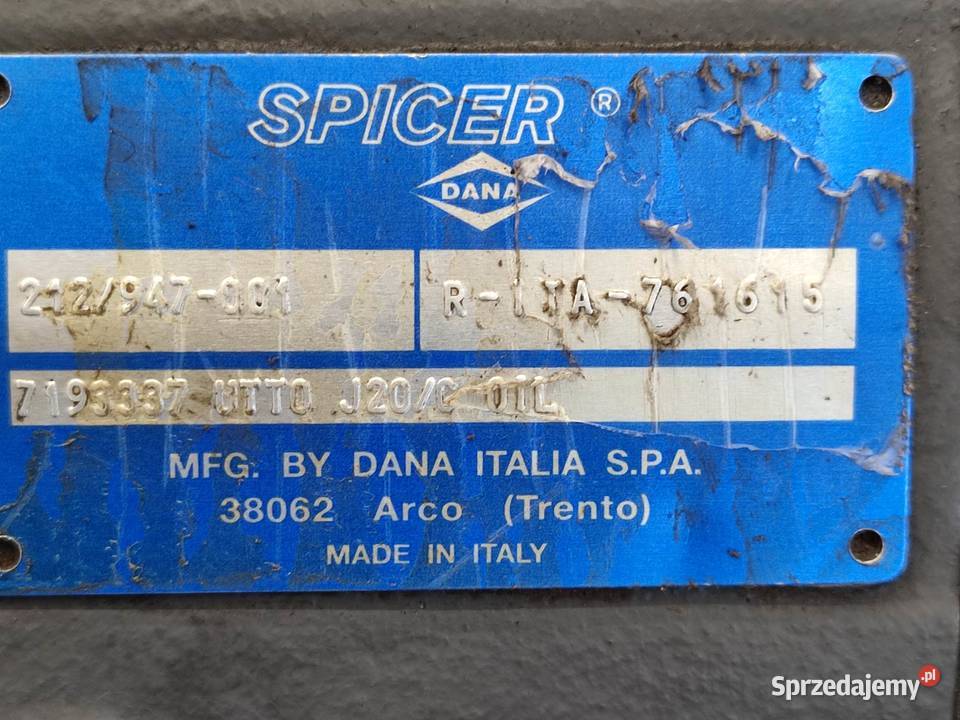 SPICER ®
DANA
212/947-001 R-ITA-761615
7193337 UTTO J20/C OIL
MFG. BY DANA ITALIA S.P.A.
38062 Arco (Trento)
MADE IN ITALY
Sprzedajemy.pl